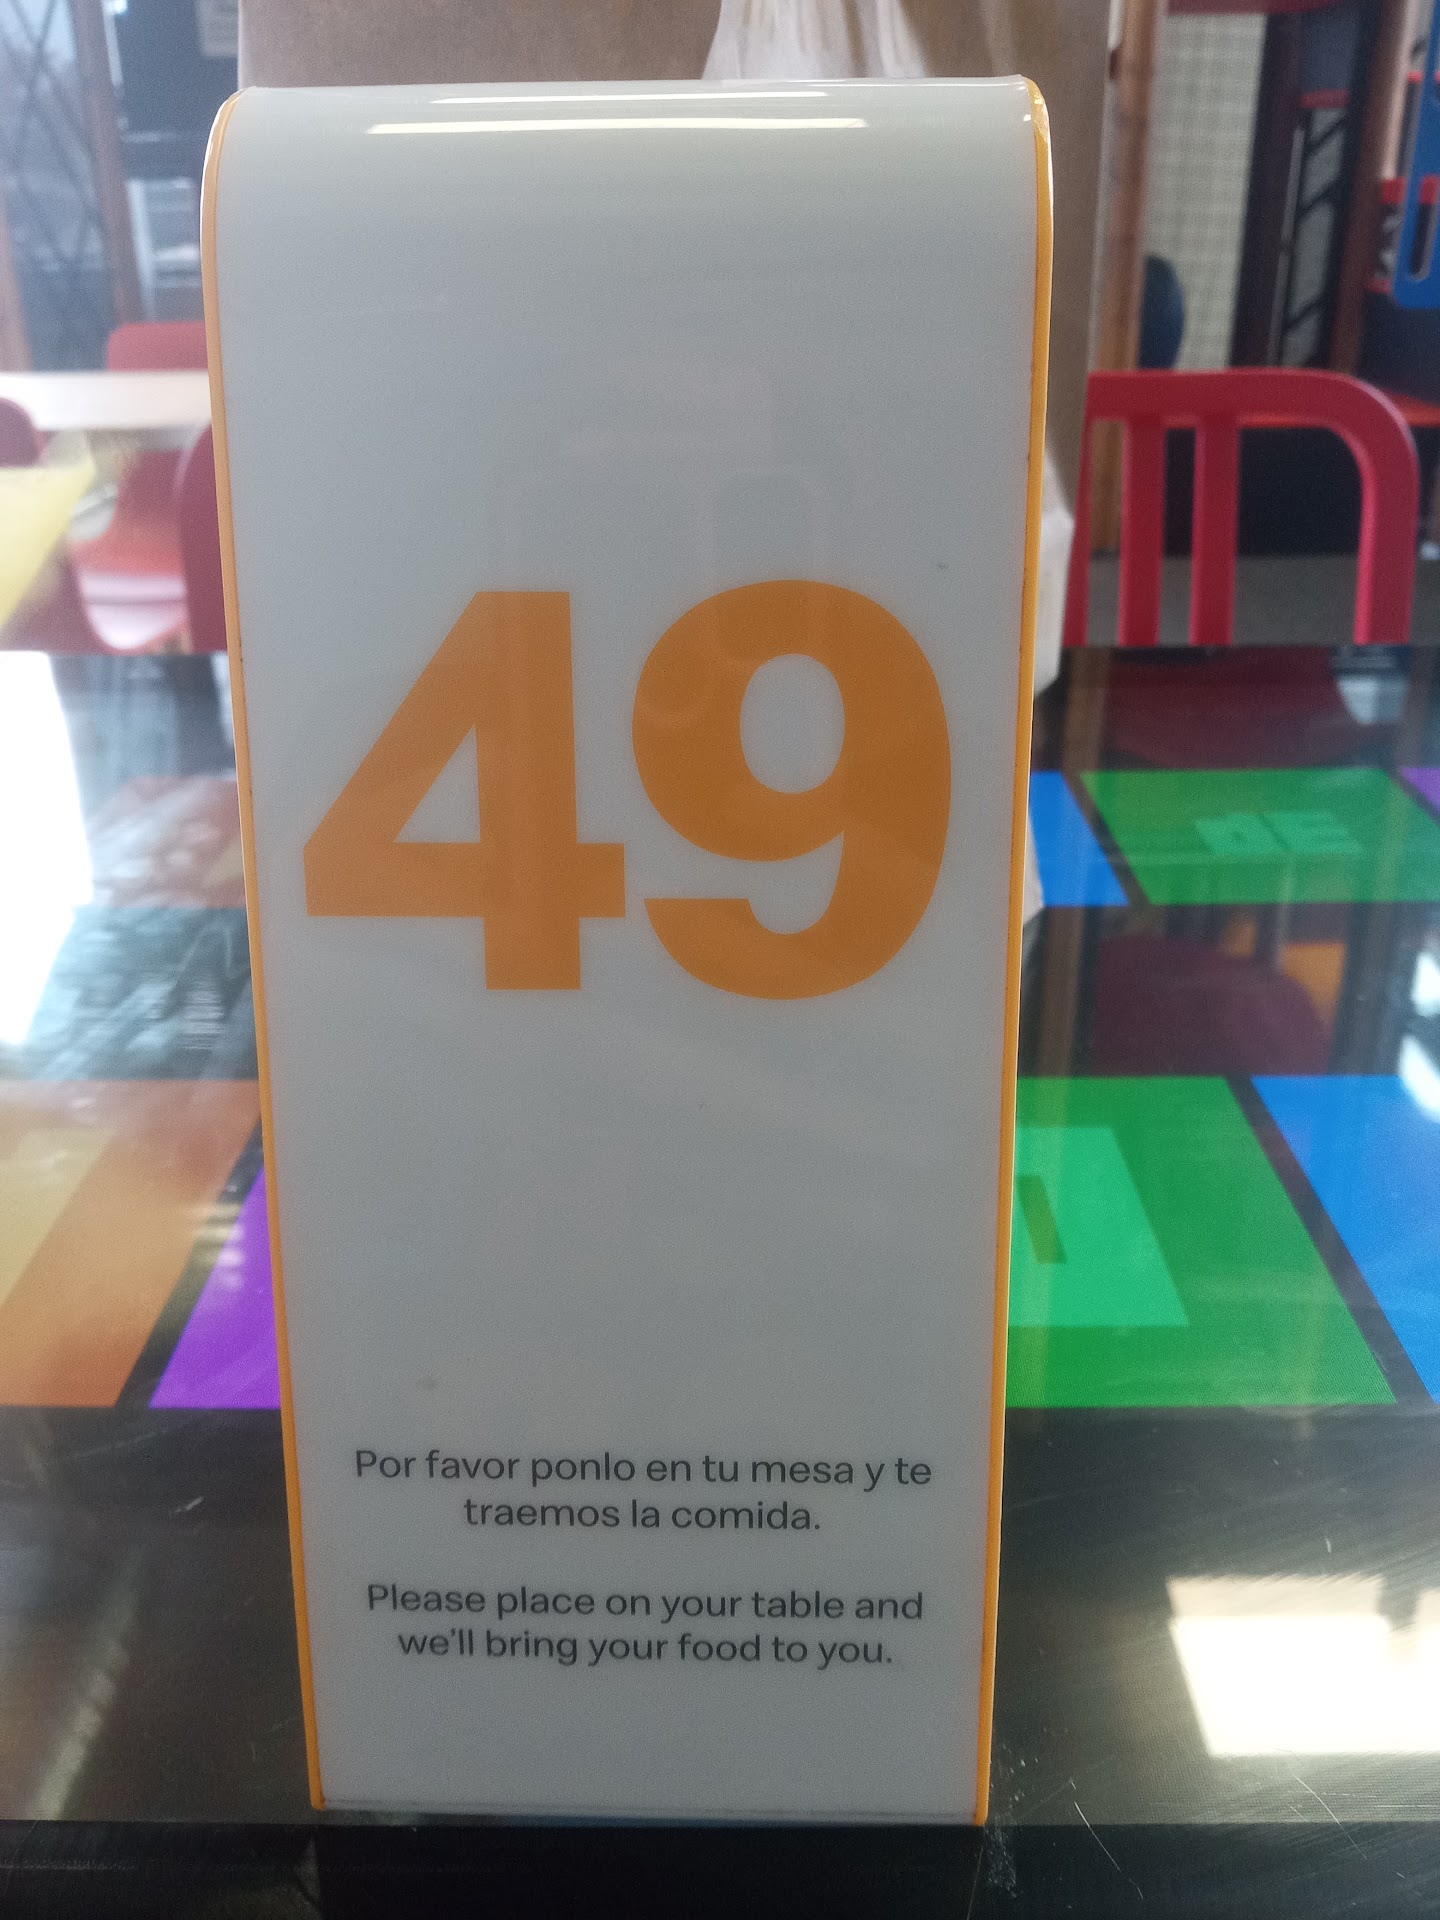 49
Por favor ponlo en tu mesa y te
traemos la comida.
Please place on your table and
we'll bring your food to you.